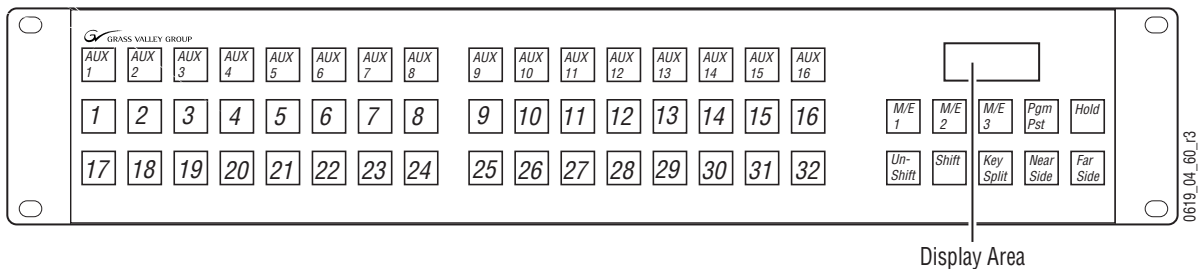 GV GRASS VALLEY GROUP
AUX 1 AUX 2 AUX 3 AUX 4 AUX 5 AUX 6 AUX 7 AUX 8 AUX 9 AUX 10 AUX 11 AUX 12 AUX 13 AUX 14 AUX 15 AUX 16
1 2 3 4 5 6 7 8 9 10 11 12 13 14 15 16 M/E 1 M/E 2 M/E 3 Pgm Pst Hold
17 18 19 20 21 22 23 24 25 26 27 28 29 30 31 32 Un-Shift Shift Key Split Near Side Far Side
Display Area
0619_04_60_r3